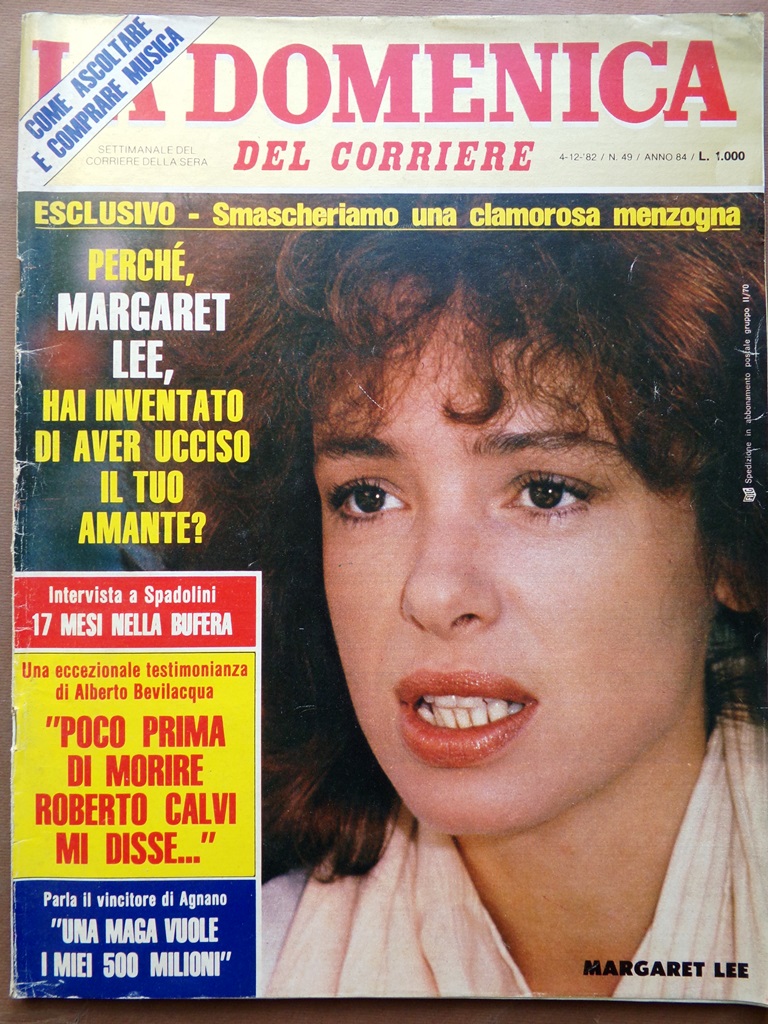 COME ASCOLTARE
E COMPRARE MUSICA
LA DOMENICA
SETTIMANALE DEL
CORRIERE DELLA SERA
DEL CORRIERE
4-12-'82 / N. 49 / ANNO 84 / L. 1.000
ESCLUSIVO - Smascheriamo una clamorosa menzogna
PERCHÉ,
MARGARET
LEE,
HAI INVENTATO
DI AVER UCCISO
IL TUO
AMANTE?
Spedizione in abbonamento postale gruppo II/70
Intervista a Spadolini
17 MESI NELLA BUFERA
Una eccezionale testimonianza
di Alberto Bevilacqua
"POCO PRIMA
DI MORIRE
ROBERTO CALVI
MI DISSE..."
Parla il vincitore di Agnano
"UNA MAGA VUOLE
I MIEI 500 MILIONI"
MARGARET LEE